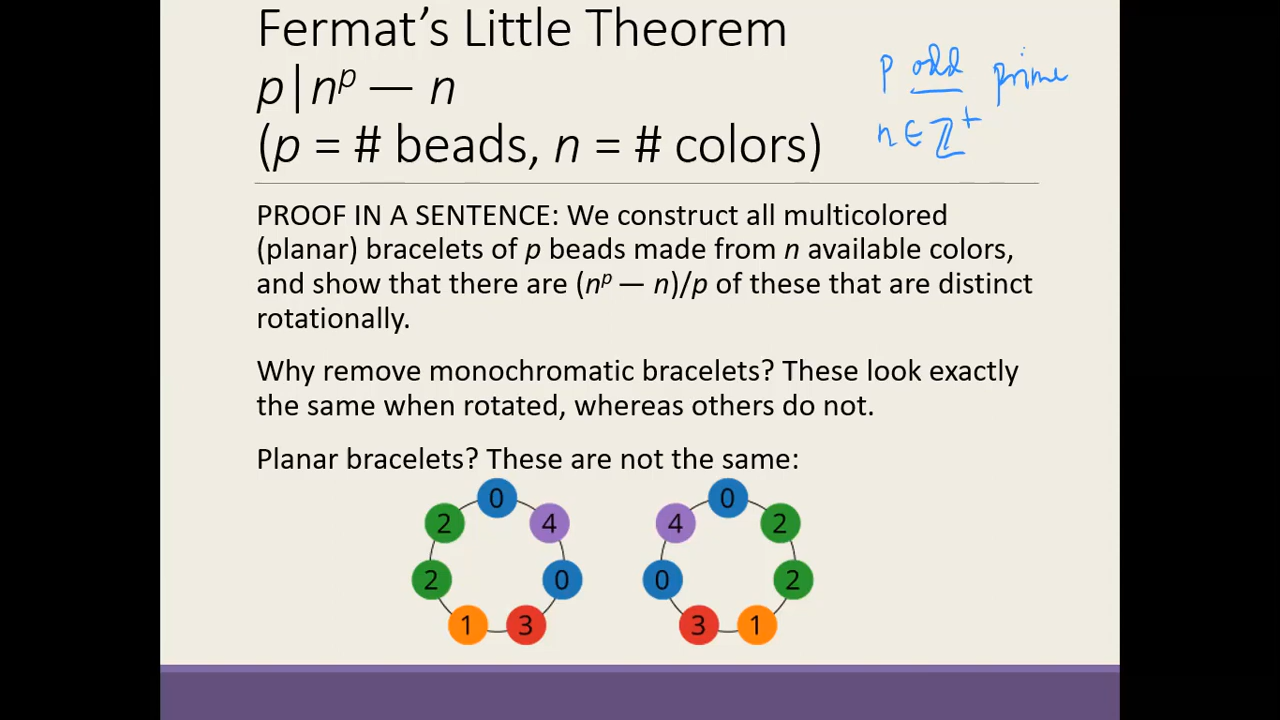 Fermat's Little Theorem
p|nᵖ — n
(p = # beads, n = # colors)
p odd prime
n ∈ ℤ⁺
PROOF IN A SENTENCE: We construct all multicolored
(planar) bracelets of p beads made from n available colors,
and show that there are (nᵖ — n)/p of these that are distinct
rotationally.
Why remove monochromatic bracelets? These look exactly
the same when rotated, whereas others do not.
Planar bracelets? These are not the same:
0 0
2 4 4 2
2 0 0 2
1 3 3 1